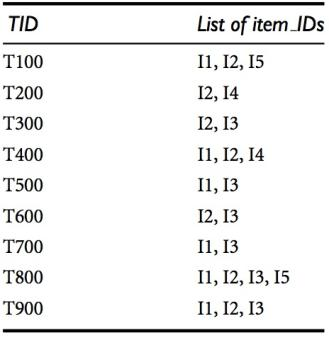 TID List of item_IDs
T100 I1, I2, I5
T200 I2, I4
T300 I2, I3
T400 I1, I2, I4
T500 I1, I3
T600 I2, I3
T700 I1, I3
T800 I1, I2, I3, I5
T900 I1, I2, I3